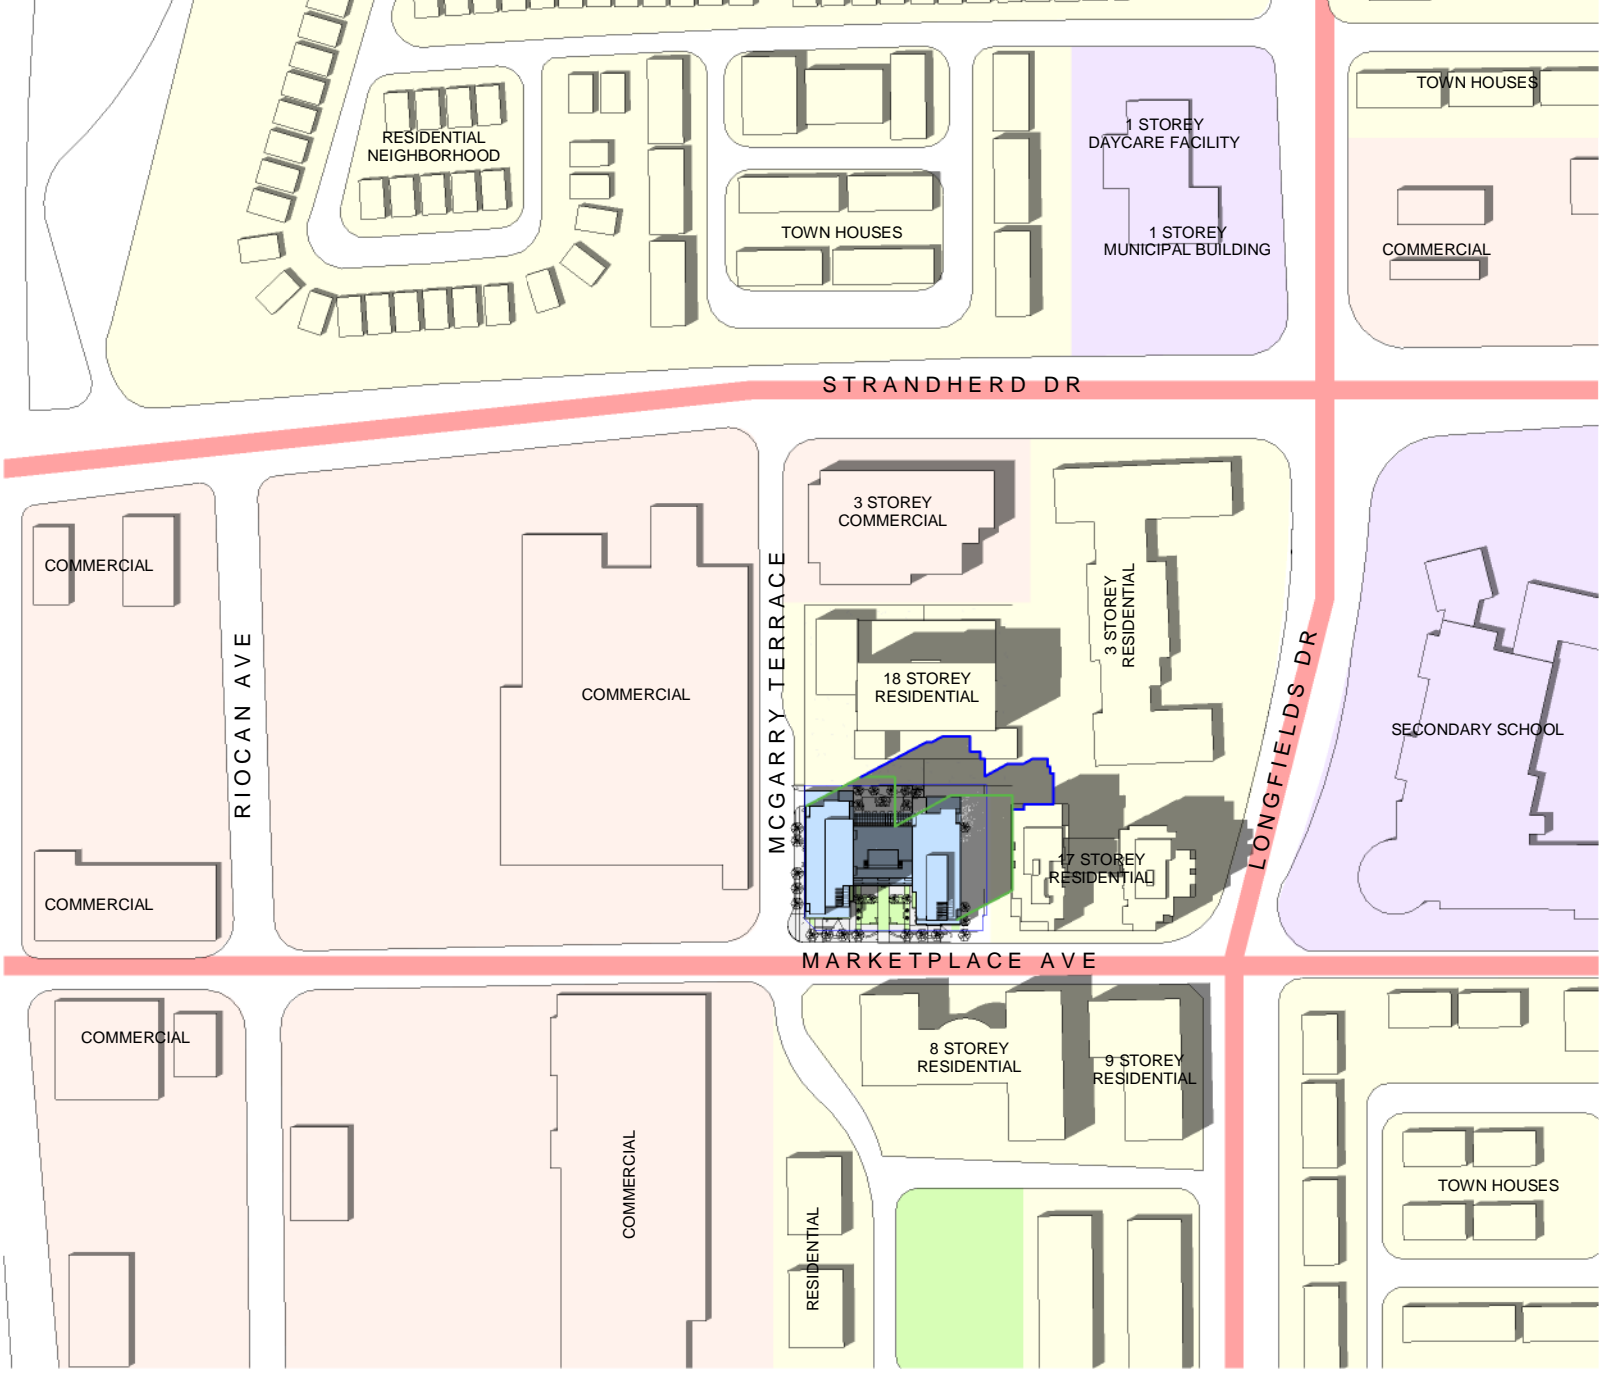 TOWN HOUSES
1 STOREY
DAYCARE FACILITY
RESIDENTIAL
NEIGHBORHOOD
TOWN HOUSES
1 STOREY
MUNICIPAL BUILDING
COMMERCIAL
STRANDHERD DR
3 STOREY
COMMERCIAL
COMMERCIAL
MCGARRY TERRACE
3 STOREY
RESIDENTIAL
RIOCAN AVE
COMMERCIAL
18 STOREY
RESIDENTIAL
LONGFIELDS DR
SECONDARY SCHOOL
17 STOREY
RESIDENTIAL
COMMERCIAL
MARKETPLACE AVE
COMMERCIAL
8 STOREY
RESIDENTIAL
9 STOREY
RESIDENTIAL
COMMERCIAL
TOWN HOUSES
RESIDENTIAL